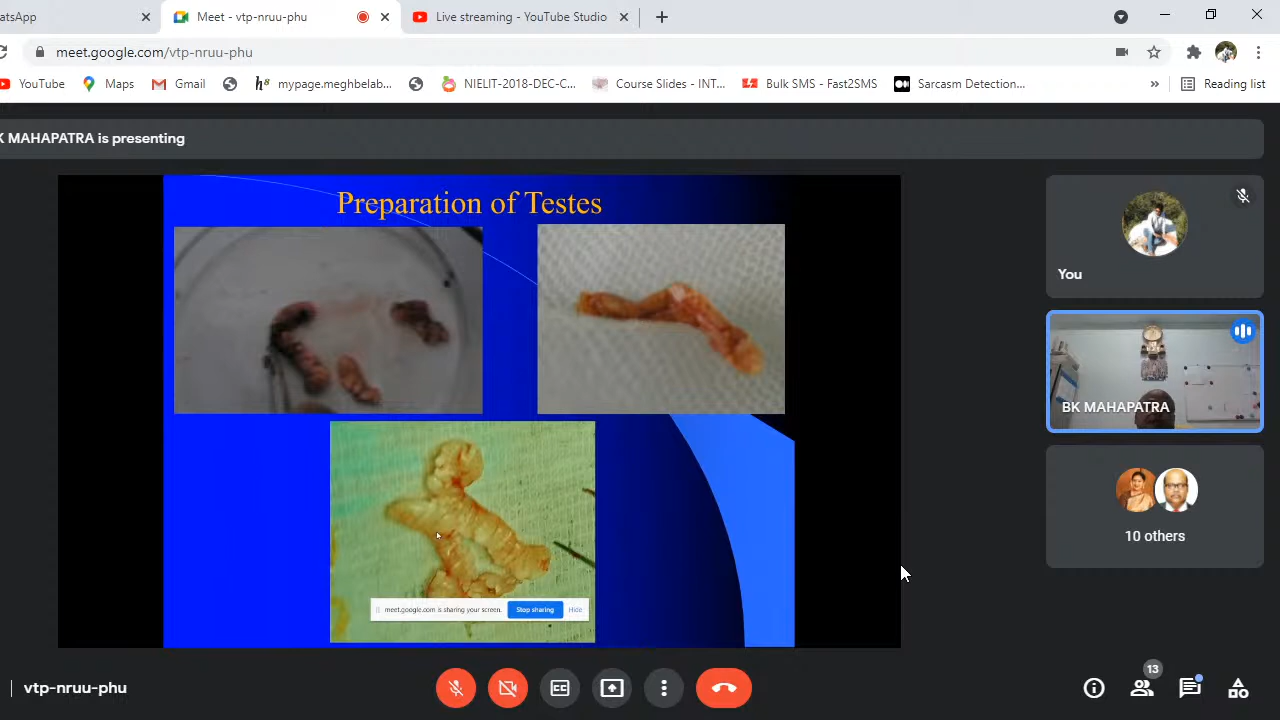 atsApp
Meet - vtp-nruu-phu
Live streaming - YouTube Studio
meet.google.com/vtp-nruu-phu
YouTube
Maps
Gmail
mypage.meghbelab...
NIELIT-2018-DEC-C...
Course Slides - INT...
Bulk SMS - Fast2SMS
Sarcasm Detection...
Reading list
K MAHAPATRA is presenting
Preparation of Testes
You
BK MAHAPATRA
10 others
meet.google.com is sharing your screen.
Stop sharing
Hide
vtp-nruu-phu
CC
13